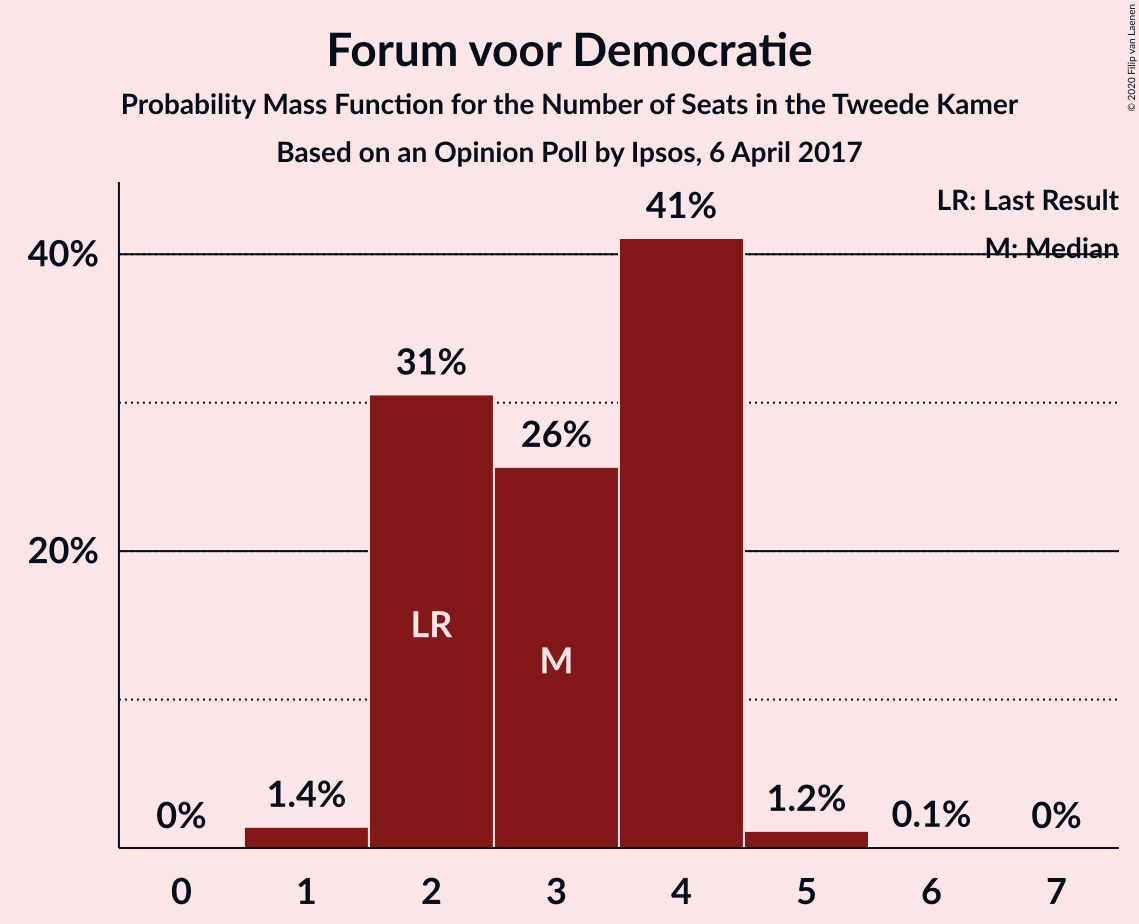 Forum voor Democratie
Probability Mass Function for the Number of Seats in the Tweede Kamer
Based on an Opinion Poll by Ipsos, 6 April 2017
© 2020 Filip van Laenen
LR: Last Result
M: Median
40%
20%
0%
1.4%
31%
26%
41%
1.2%
0.1%
0%
LR
M
0 1 2 3 4 5 6 7